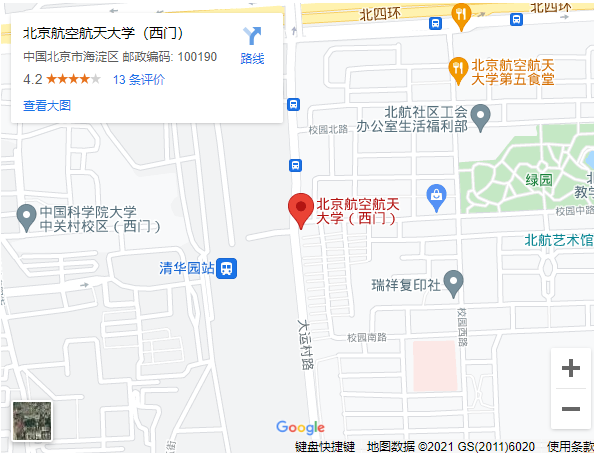 北京航空航天大学（西门）
中国北京市海淀区 邮政编码: 100190
4.2
13 条评价
查看大图
路线
北四环
北四环
北京航空航天
大学第五食堂
北航社区工会
办公室生活福利部
校园北路
绿园
北
教学
中国科学院大学
中关村校区（西门）
北京航空航天
大学（西门）
校园中路
北航艺术馆
清华园站
瑞祥复印社
大运村路
校园南路
校园西路
街
Google
键盘快捷键
地图数据 ©2021 GS(2011)6020
使用条款